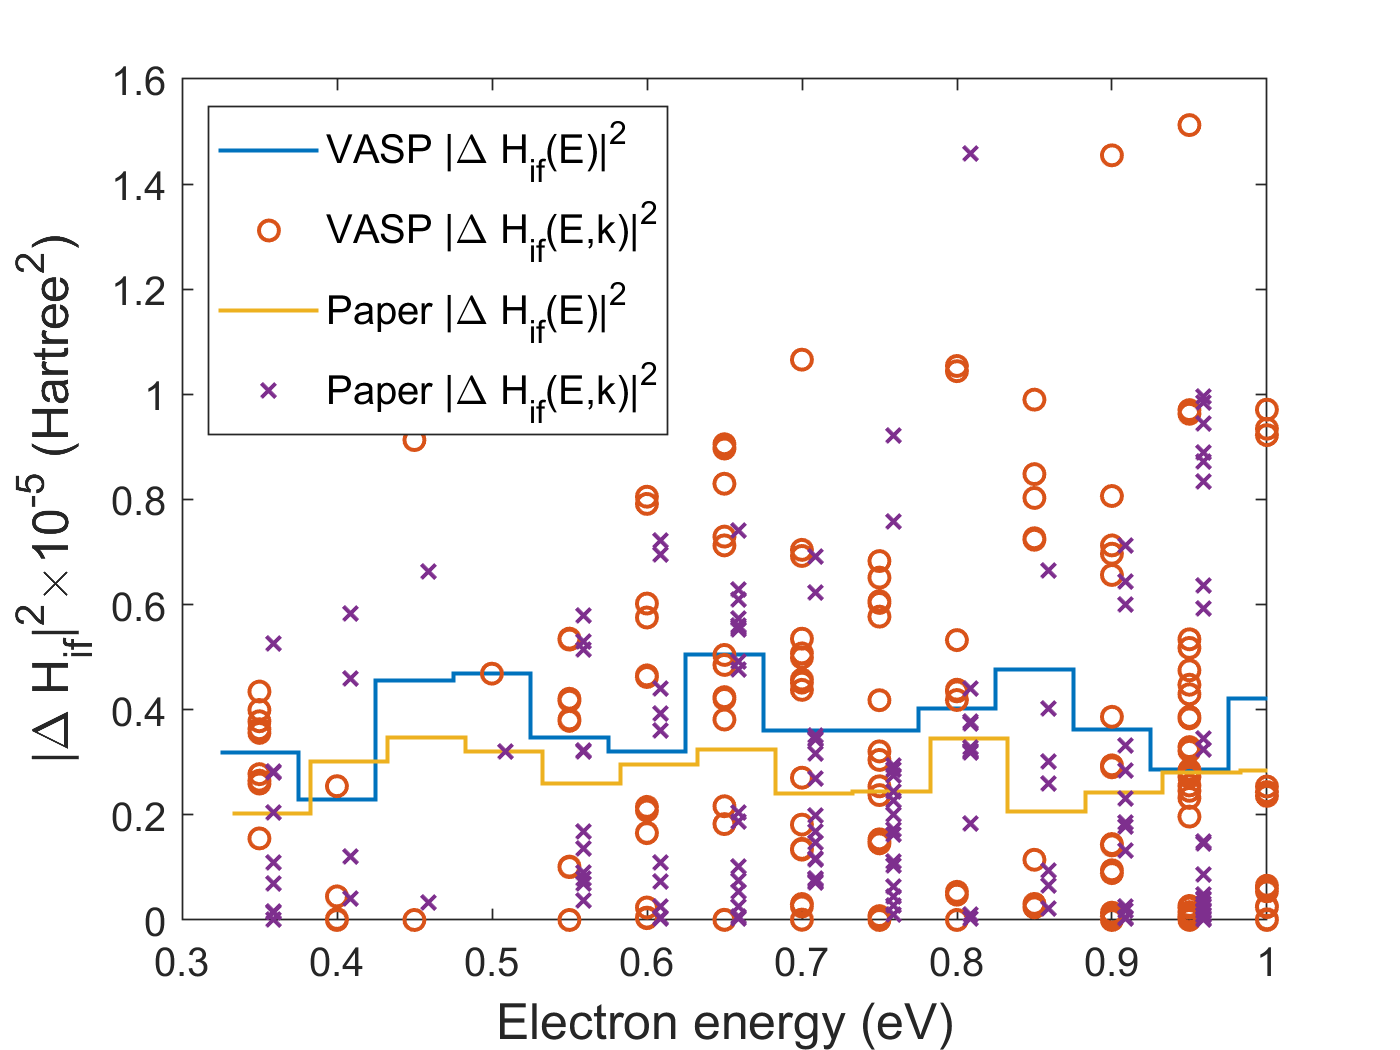 1.6
1.4
1.2
1
0.8
0.6
0.4
0.2
0
VASP |Δ H_if(E)|^2
VASP |Δ H_if(E,k)|^2
Paper |Δ H_if(E)|^2
Paper |Δ H_if(E,k)|^2
|Δ H_if|^2×10^-5 (Hartree^2)
0.3 0.4 0.5 0.6 0.7 0.8 0.9 1
Electron energy (eV)